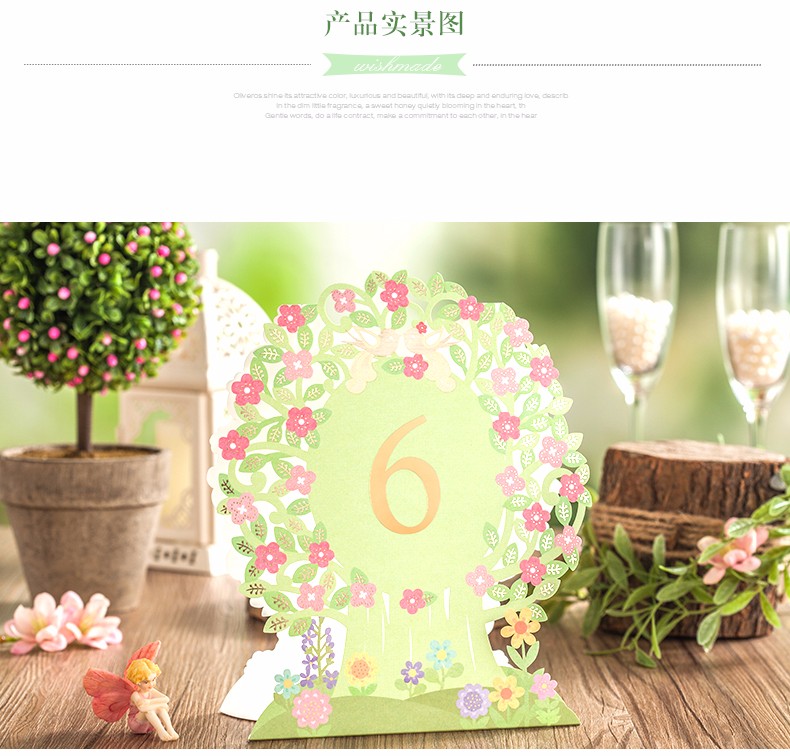 产品实景图
wishmade
Oliveros shine its attractive color, luxurious and beautiful, with its deep and enduring love, describ
in the dim little fragrance, a sweet honey quietly blooming in the heart, th
Gentle words, do a life contract, make a commitment to each other, in the hear
6